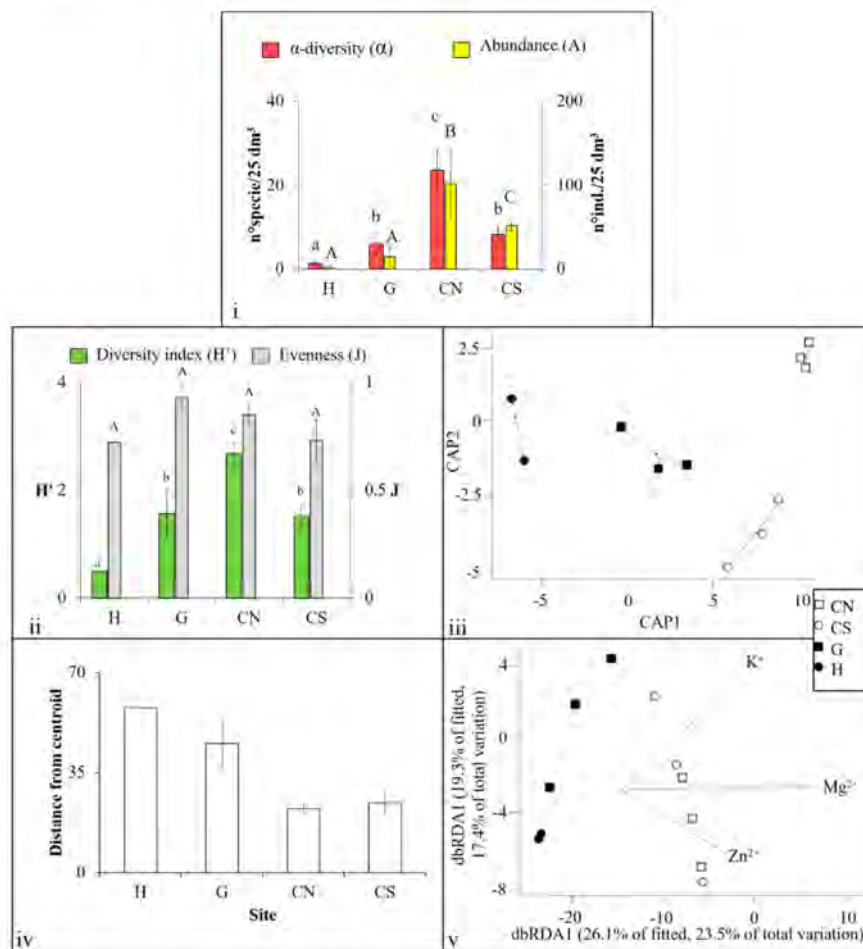 α-diversity (α) Abundance (A)
40 200
c
B
20 100
b
b C
a A
A
0 0
H G CN CS
n°specie/25 dm³
n°ind./25 dm³
i
Diversity index (H') Evenness (J)
4 1
A
A
A
A
c
b
b
H' 2 0.5 J
a
0 0
H G CN CS
ii
2.5
0
-2.5
-5
CAP2
-5 0 5 10
CAP1
iii
CN
CS
G
H
70
35
0
Distance from centroid
H G CN CS
Site
iv
4
0
-4
-8
dbRDA1 (19.3% of fitted,
17.4% of total variation)
K⁺
Mg²⁺
Zn²⁺
-20 -10 0 10
dbRDA1 (26.1% of fitted, 23.5% of total variation)
v